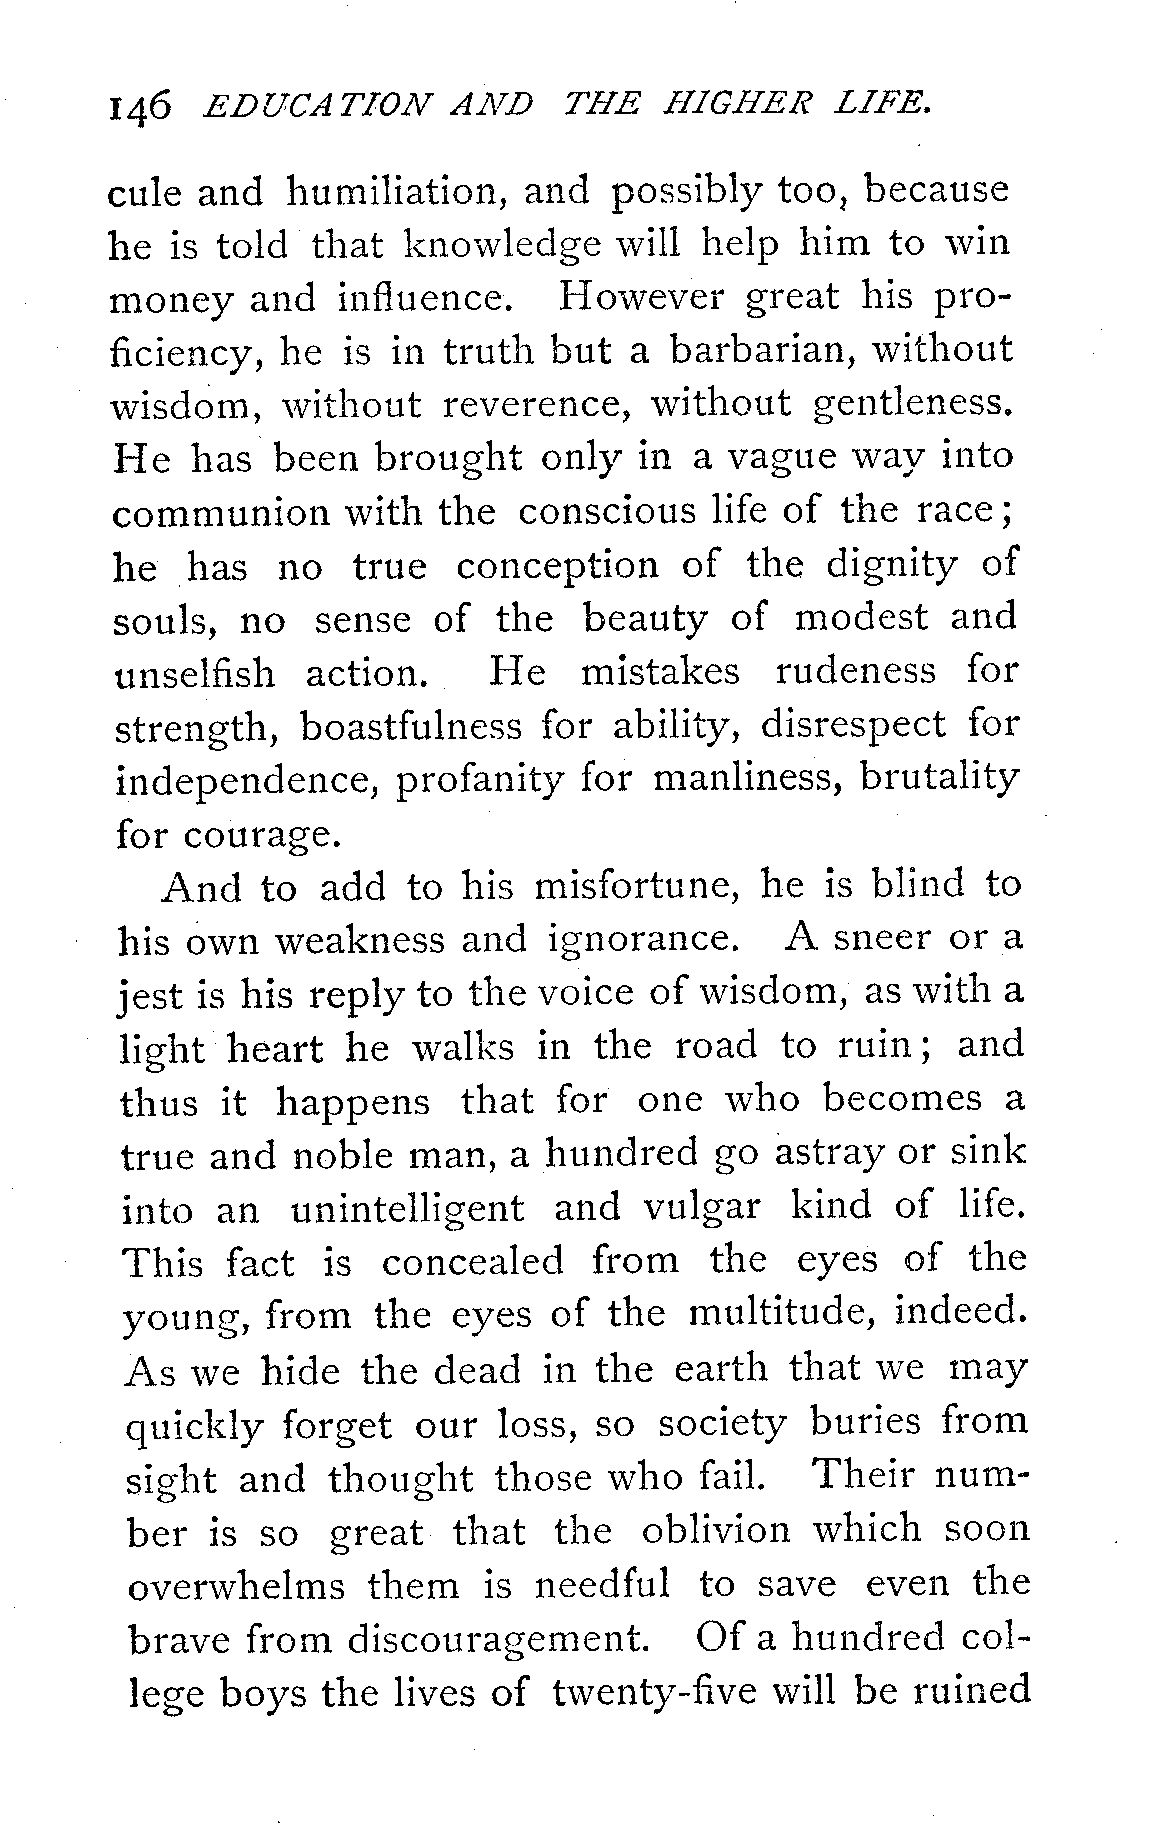 146 EDUCATION AND THE HIGHER LIFE.
cule and humiliation, and possibly too, because
he is told that knowledge will help him to win
money and influence. However great his pro-
ficiency, he is in truth but a barbarian, without
wisdom, without reverence, without gentleness.
He has been brought only in a vague way into
communion with the conscious life of the race;
he has no true conception of the dignity of
souls, no sense of the beauty of modest and
unselfish action. He mistakes rudeness for
strength, boastfulness for ability, disrespect for
independence, profanity for manliness, brutality
for courage.
And to add to his misfortune, he is blind to
his own weakness and ignorance. A sneer or a
jest is his reply to the voice of wisdom, as with a
light heart he walks in the road to ruin; and
thus it happens that for one who becomes a
true and noble man, a hundred go astray or sink
into an unintelligent and vulgar kind of life.
This fact is concealed from the eyes of the
young, from the eyes of the multitude, indeed.
As we hide the dead in the earth that we may
quickly forget our loss, so society buries from
sight and thought those who fail. Their num-
ber is so great that the oblivion which soon
overwhelms them is needful to save even the
brave from discouragement. Of a hundred col-
lege boys the lives of twenty-five will be ruined